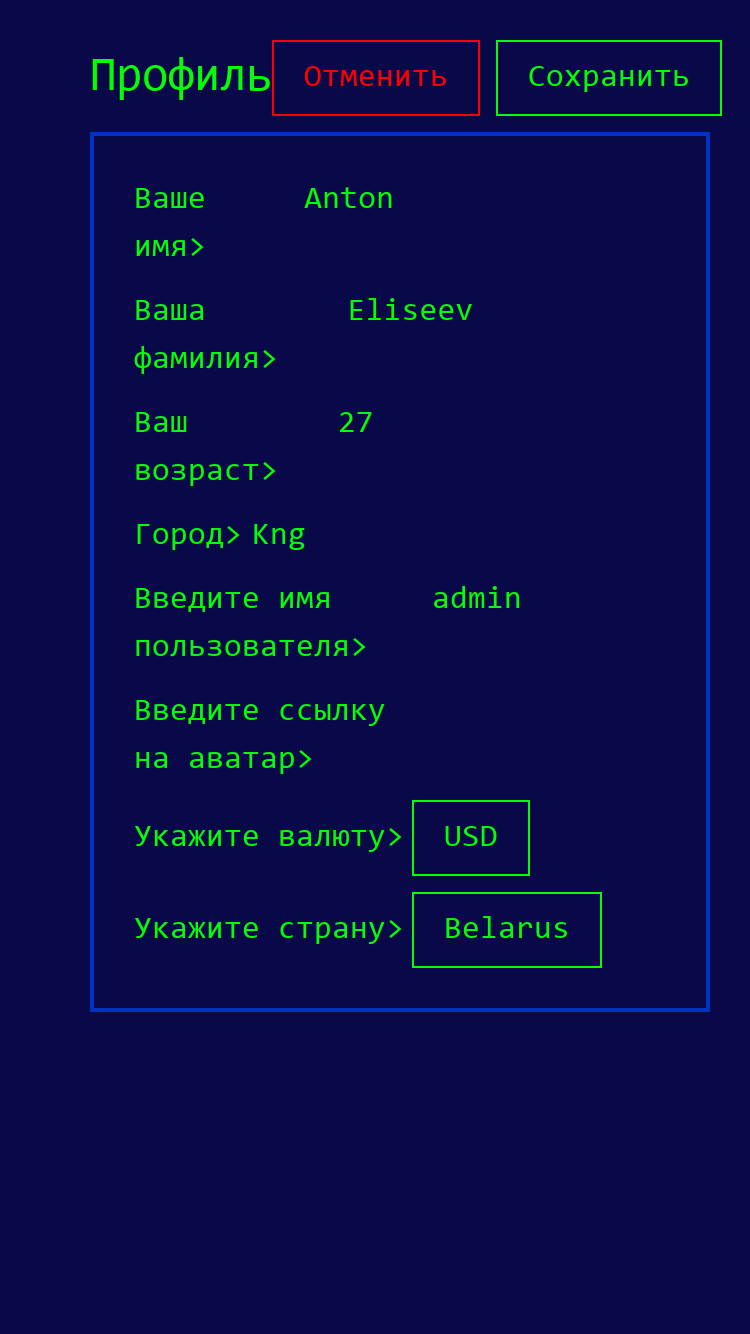 Профиль Отменить Сохранить
Ваше Anton
имя>
Ваша Eliseev
фамилия>
Ваш 27
возраст>
Город> Kng
Введите имя admin
пользователя>
Введите ссылку
на аватар>
Укажите валюту> USD
Укажите страну> Belarus